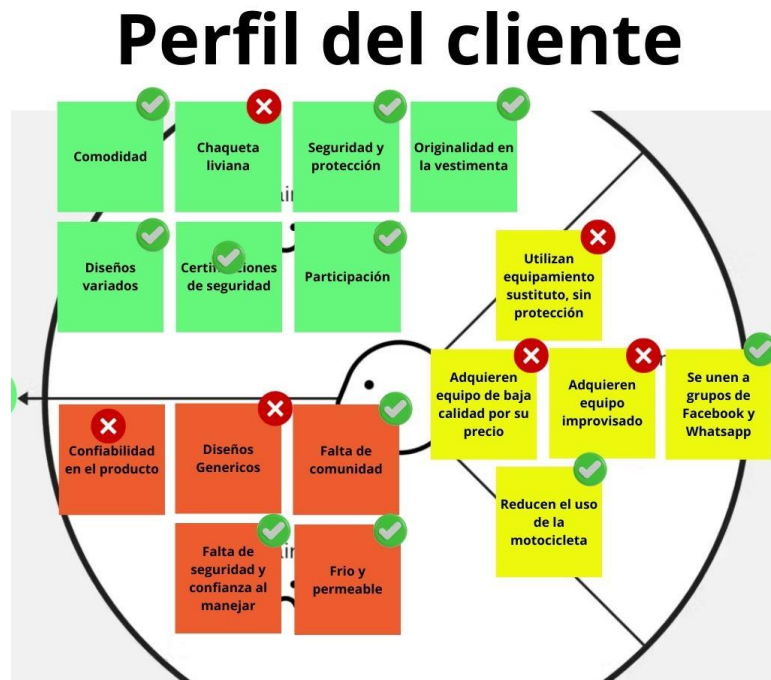 Perfil del cliente
Comodidad
Chaqueta
liviana
Seguridad y
protección
Originalidad en
la vestimenta
Diseños
variados
de seguridad
Participación
Utilizan
equipamiento
sustituto, sin
protección
Adquieren
equipo de baja
calidad por su
precio
Adquieren
equipo
improvisado
Se unen a
grupos de
Facebook y
Whatsapp
Confiabilidad
en el producto
Diseños
Genericos
Falta de
comunidad
Reducen el uso
de la
motocicleta
Falta de
seguridad y
confianza al
manejar
Frio y
permeable